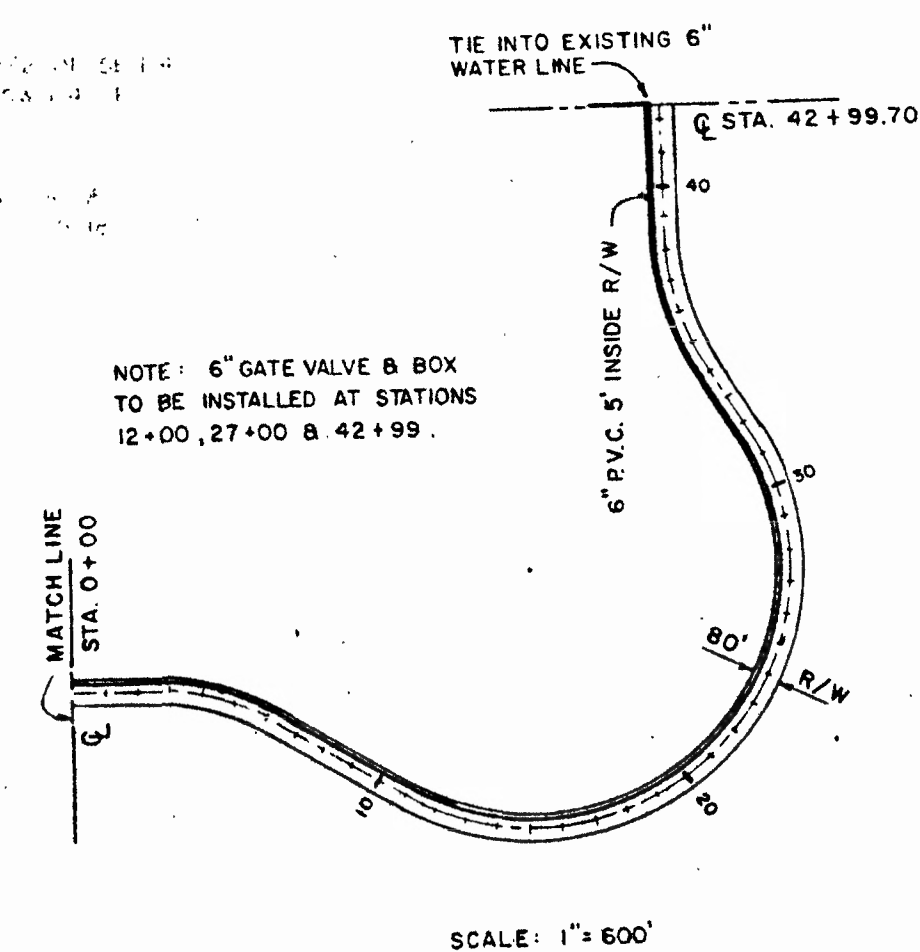 TIE INTO EXISTING 6"
WATER LINE
℄ STA. 42+99.70
40
6" P.V.C. 5' INSIDE R/W
NOTE: 6" GATE VALVE & BOX
TO BE INSTALLED AT STATIONS
12+00, 27+00 & 42+99.
30
MATCH LINE
STA. 0+00
80'
R/W
℄
10
20
SCALE: 1"=600'